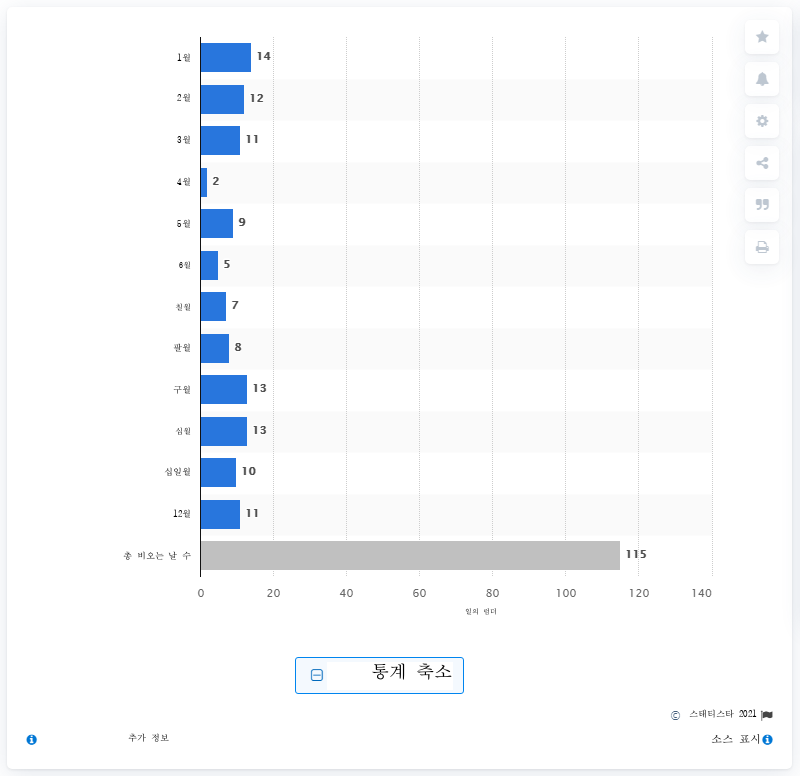 1월 14
2월 12
3월 11
4월 2
5월 9
6월 5
칠월 7
팔월 8
구월 13
십월 13
십일월 10
12월 11
총 비오는 날 수 115
0 20 40 60 80 100 120 140
일의 런더
통계 축소
© 스태티스타 2021
추가 정보
소스 표시